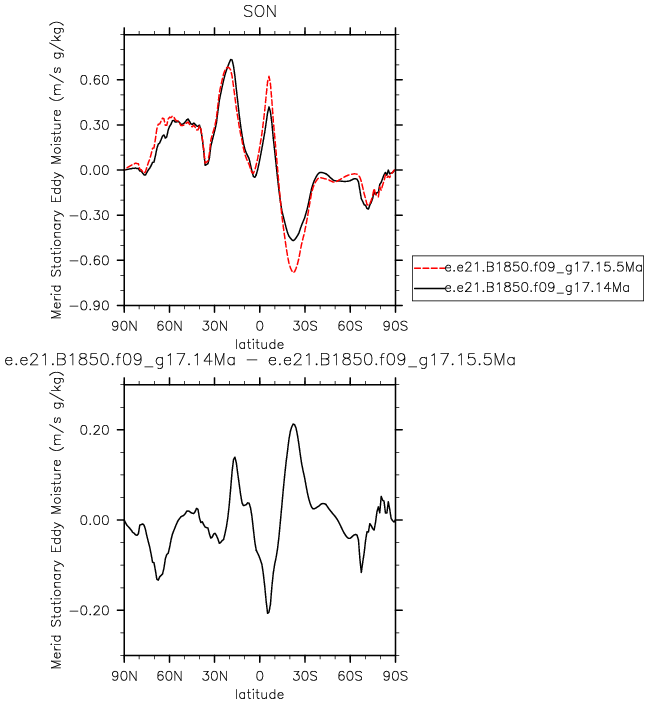 SON
Merid Stationary Eddy Moisture (m/s g/kg)
0.60
0.30
0.00
−0.30
−0.60
−0.90
90N 60N 30N 0 30S 60S 90S
latitude
e.e21.B1850.f09_g17.15.5Ma
e.e21.B1850.f09_g17.14Ma
e.e21.B1850.f09_g17.14Ma − e.e21.B1850.f09_g17.15.5Ma
Merid Stationary Eddy Moisture (m/s g/kg)
0.20
0.00
−0.20
90N 60N 30N 0 30S 60S 90S
latitude